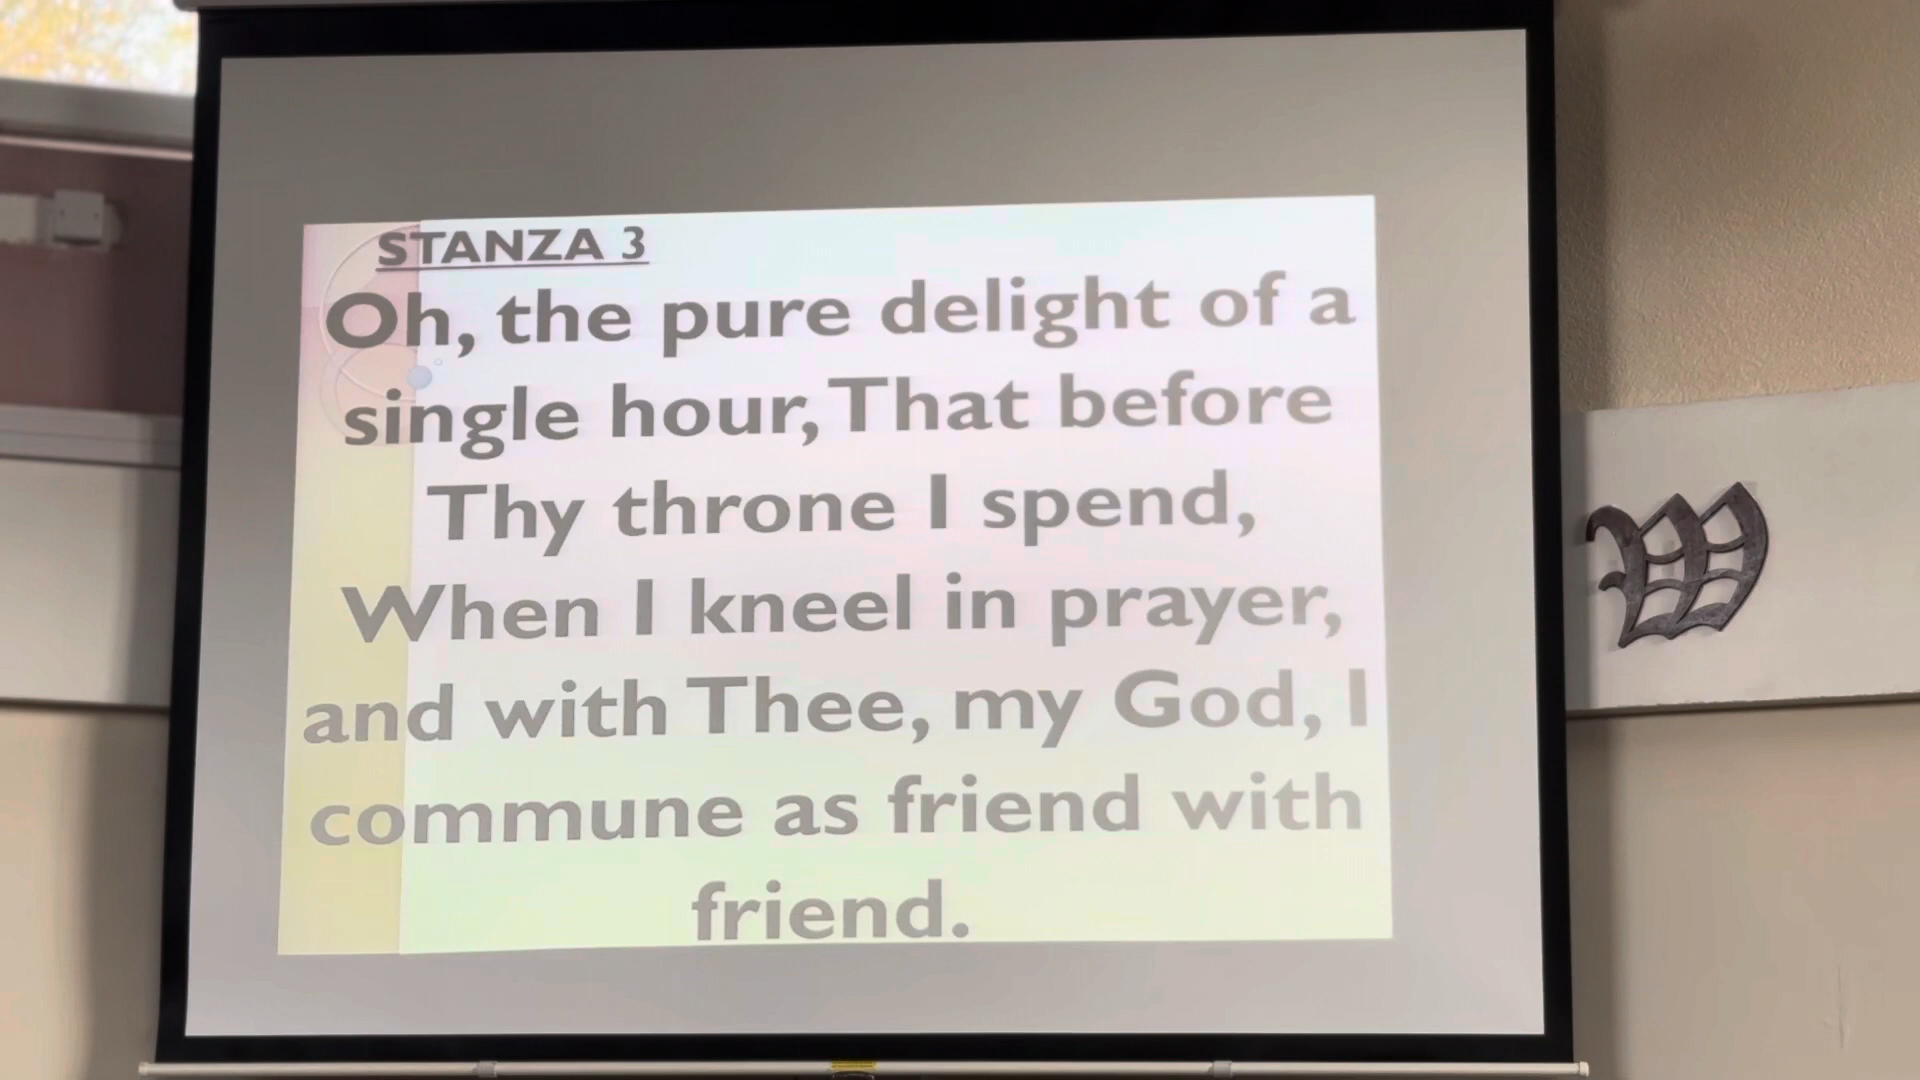 STANZA 3
Oh, the pure delight of a
single hour, That before
Thy throne I spend,
When I kneel in prayer,
and with Thee, my God, I
commune as friend with
friend.
W